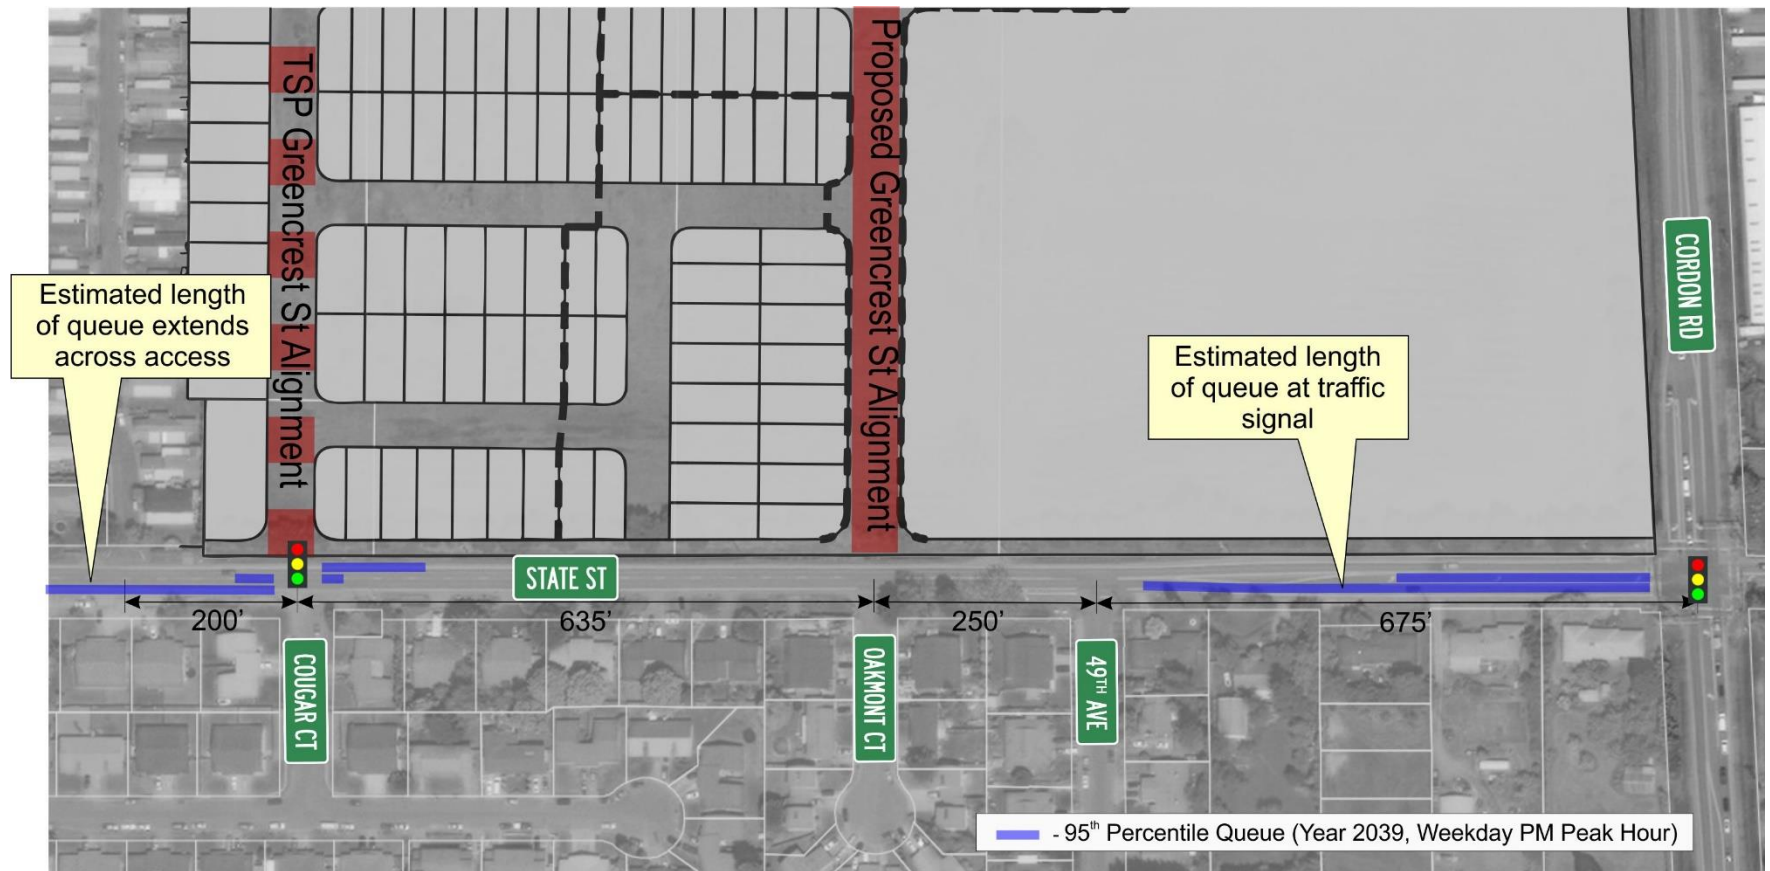 TSP Greencrest St Alignment
Proposed Greencrest St Alignment
CORDON RD
Estimated length
of queue extends
across access
Estimated length
of queue at traffic
signal
STATE ST
200’
635’
250’
675’
COUGAR CT
OAKMONT CT
49TH AVE
- 95th Percentile Queue (Year 2039, Weekday PM Peak Hour)